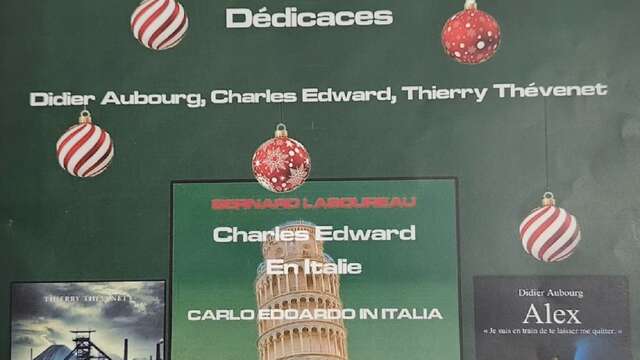 Dédicaces
Didier Aubourg, Charles Edward, Thierry Thévenet
BERNARD LABOUREAU
Charles Edward
En Italie
CARLO EDOARDO IN ITALIA
THIERRY THEVENET
Didier Aubourg
Alex
« Je suis en train de te laisser me quitter. »